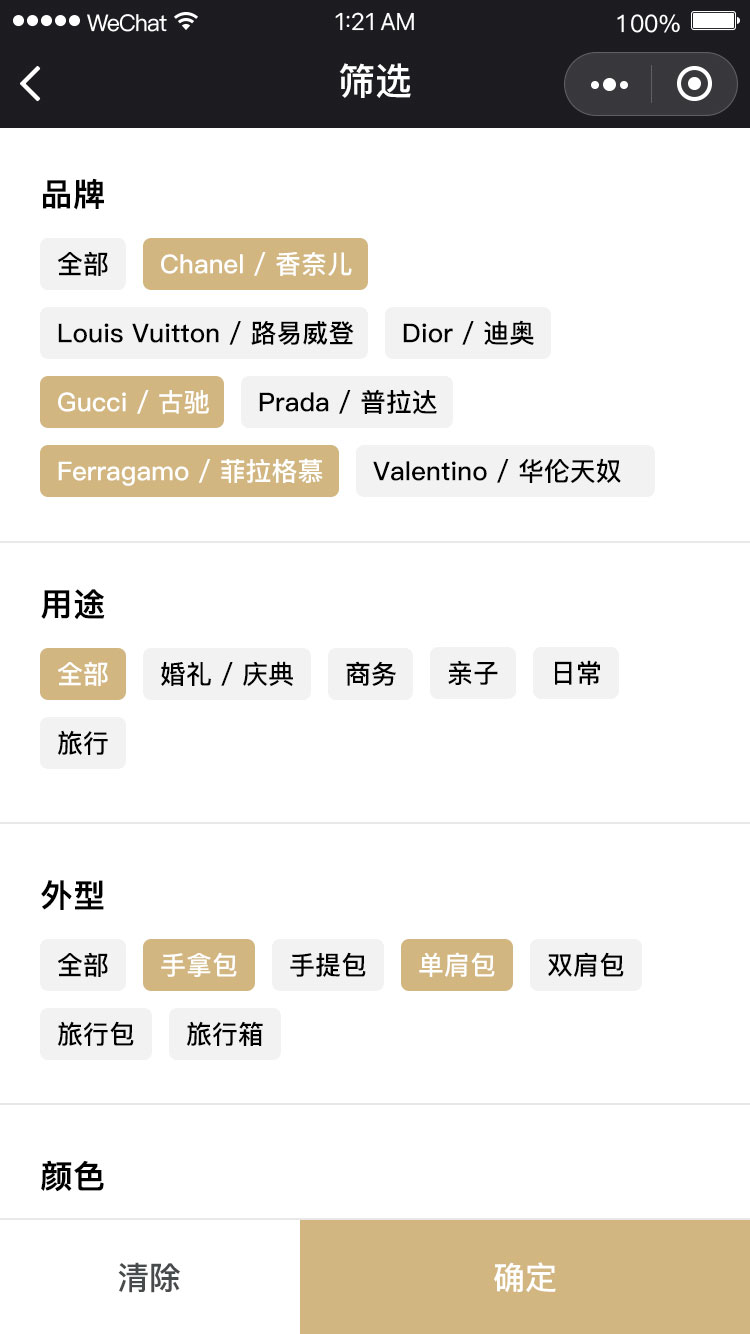 WeChat 1:21 AM 100%
筛选
品牌
全部 Chanel / 香奈儿
Louis Vuitton / 路易威登 Dior / 迪奥
Gucci / 古驰 Prada / 普拉达
Ferragamo / 菲拉格慕 Valentino / 华伦天奴
用途
全部 婚礼 / 庆典 商务 亲子 日常
旅行
外型
全部 手拿包 手提包 单肩包 双肩包
旅行包 旅行箱
颜色
清除 确定